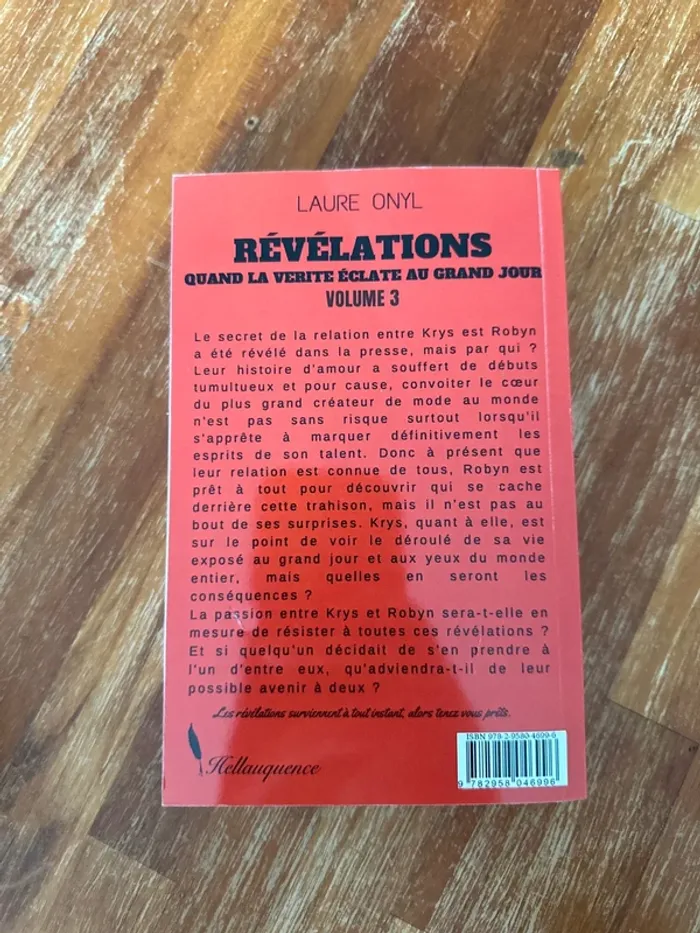 LAURE ONYL
RÉVÉLATIONS
QUAND LA VERITE ÉCLATE AU GRAND JOUR
VOLUME 3
Le secret de la relation entre Krys est Robyn
a été révélé dans la presse, mais par qui ?
Leur histoire d'amour a souffert de débuts
tumultueux et pour cause, convoiter le cœur
du plus grand créateur de mode au monde
n'est pas sans risque surtout lorsqu'il
s'apprête à marquer définitivement les
esprits de son talent. Donc à présent que
leur relation est connue de tous, Robyn est
prêt à tout pour découvrir qui se cache
derrière cette trahison, mais il n'est pas au
bout de ses surprises. Krys, quant à elle, est
sur le point de voir le déroulé de sa vie
exposé au grand jour et aux yeux du monde
entier, mais quelles en seront les
conséquences ?
La passion entre Krys et Robyn sera-t-elle en
mesure de résister à toutes ces révélations ?
Et si quelqu'un décidait de s'en prendre à
l'un d'entre eux, qu'adviendra-t-il de leur
possible avenir à deux ?
Les révélations surviennent à tout instant, alors tenez vous prêts.
ISBN 978-2-9580-4699-6
Hellauquence
9 782958 046996